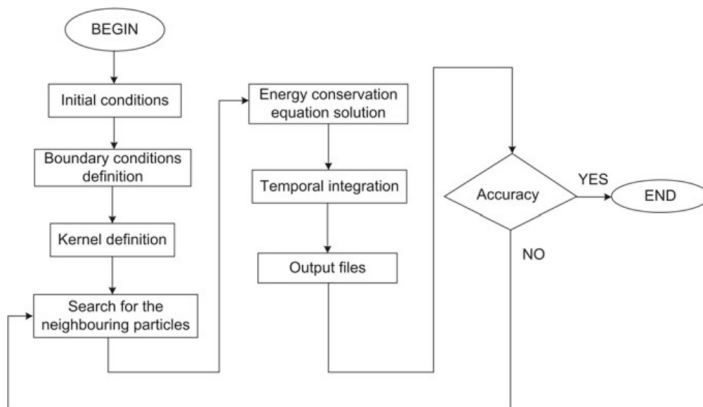 BEGIN
Initial conditions
Boundary conditions
definition
Kernel definition
Search for the
neighbouring particles
Energy conservation
equation solution
Temporal integration
Output files
Accuracy
YES
END
NO